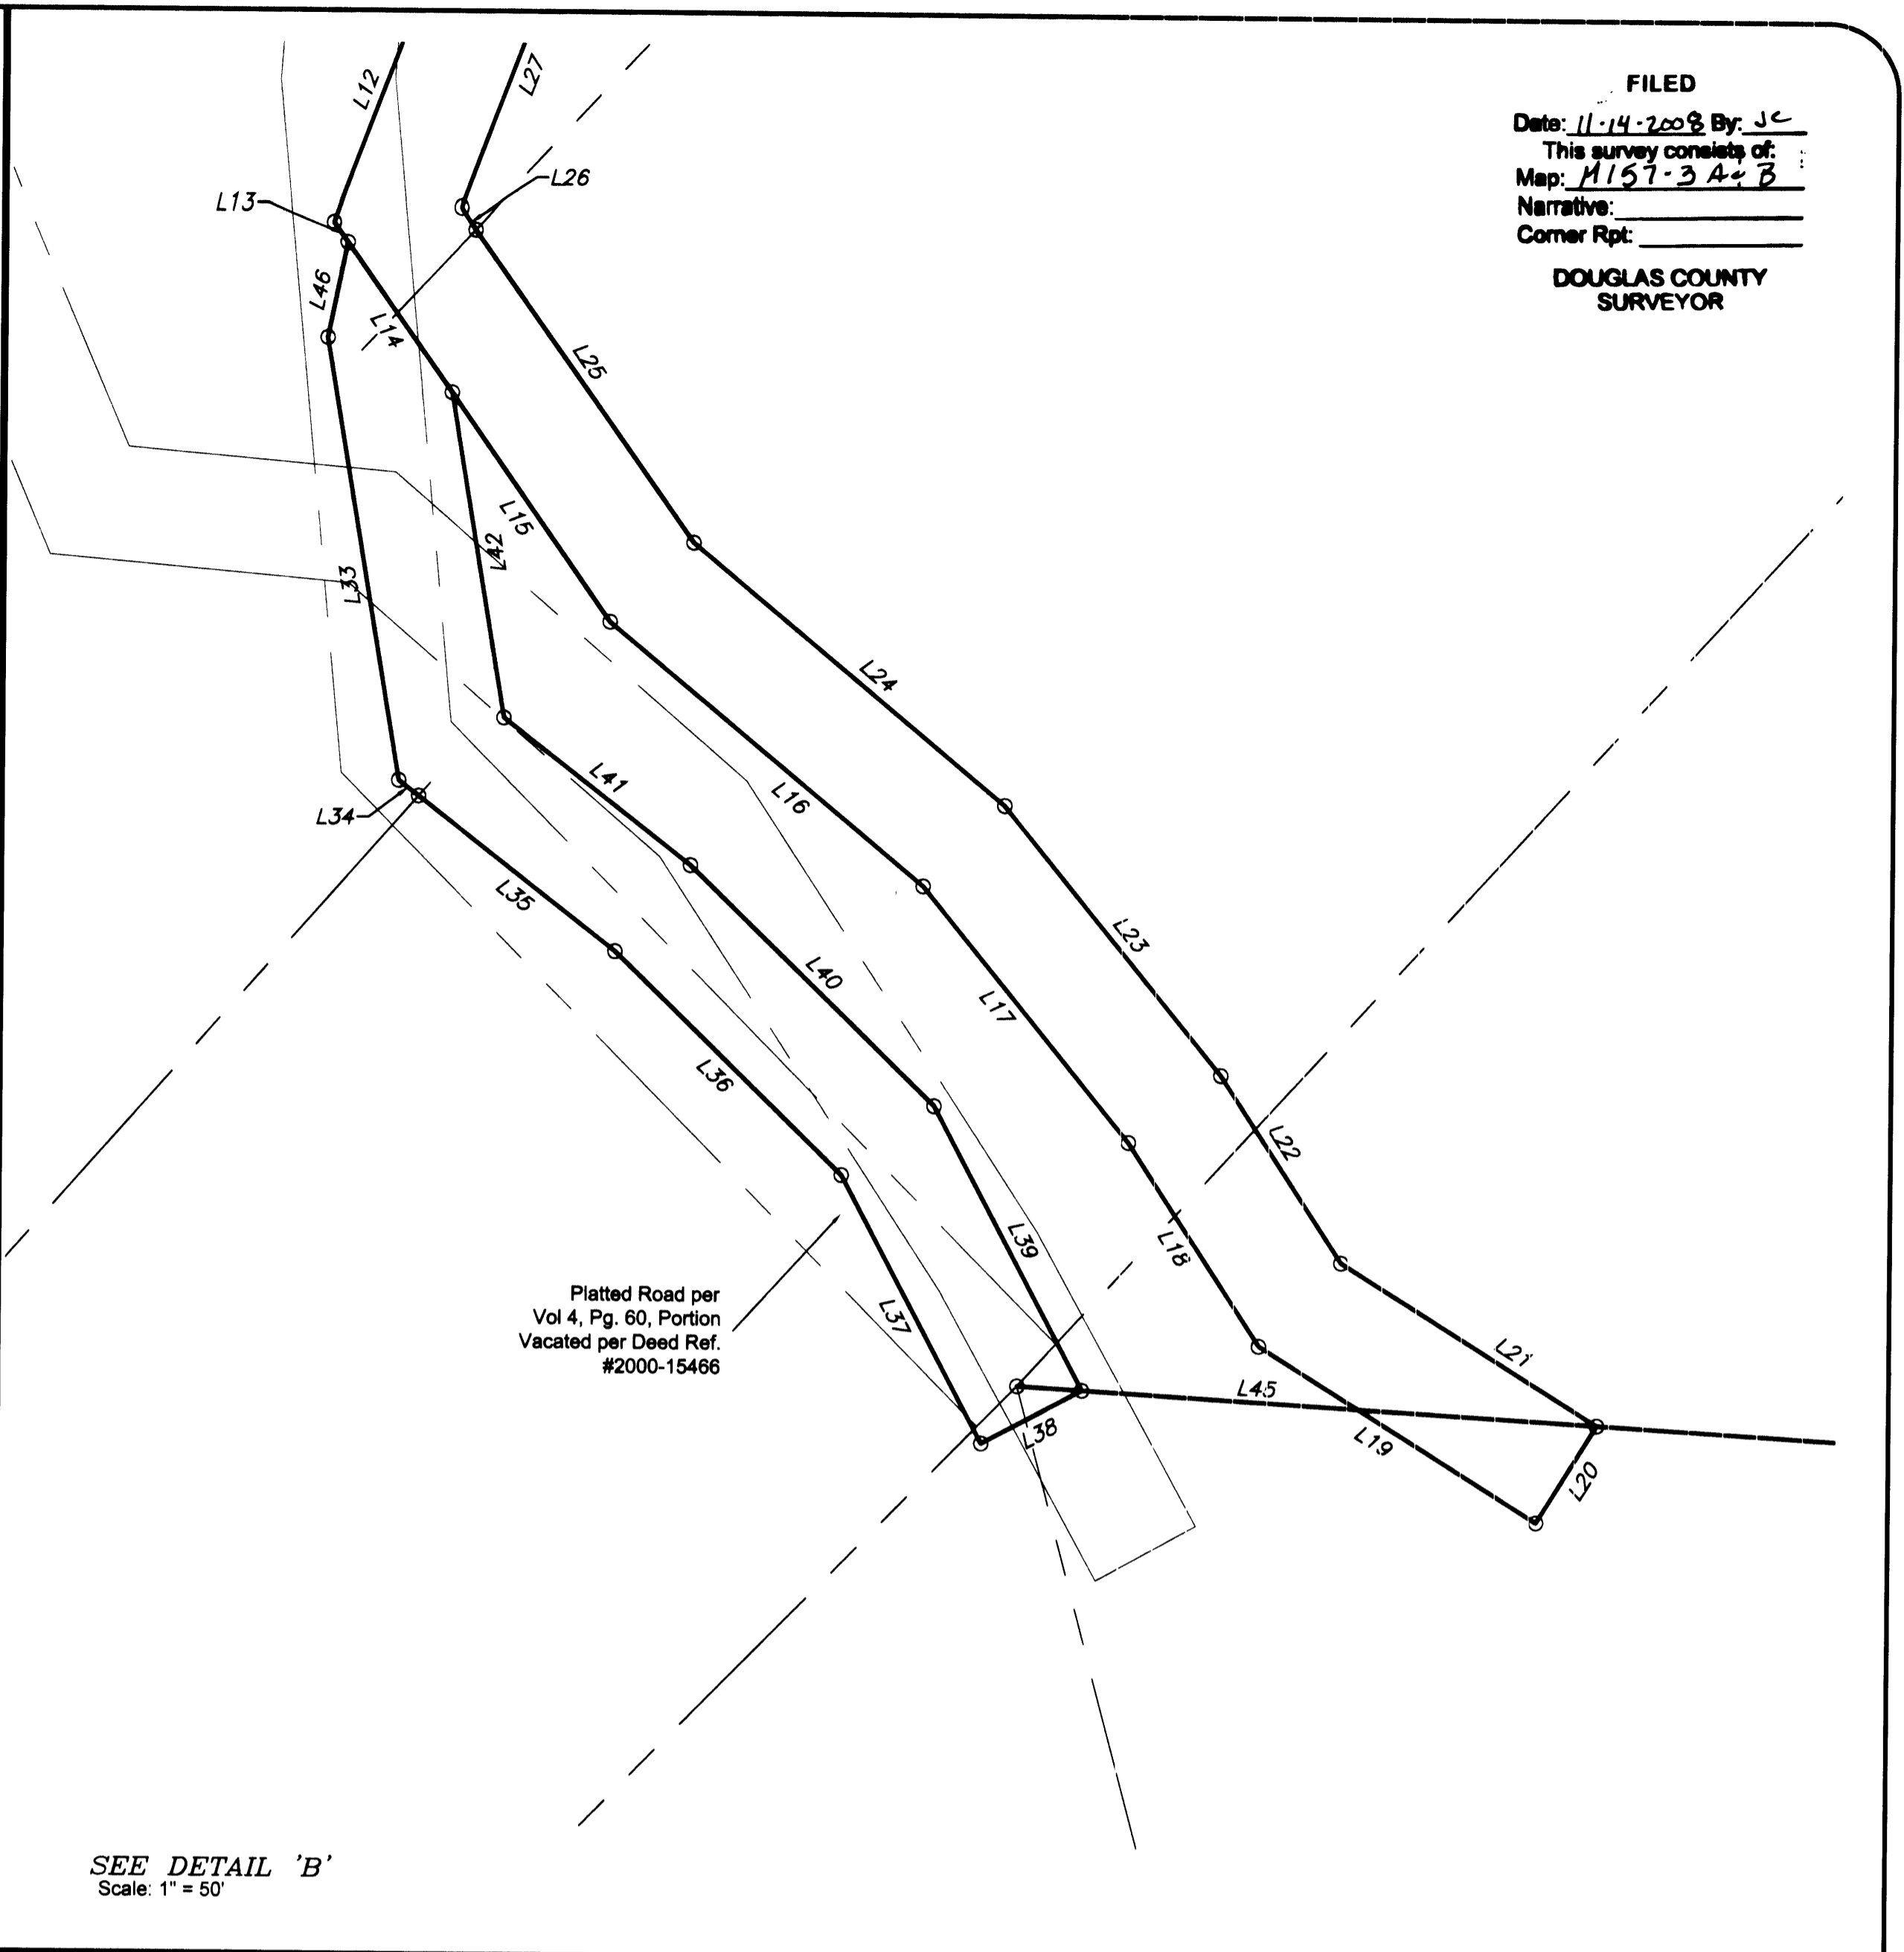 FILED
Date: 11-14-2008 By: JC
This survey consists of:
Map: M157-3 A & B
Narrative:
Corner Rpt:
DOUGLAS COUNTY
SURVEYOR
L12
L27
L13
L26
L46
L14
L25
L15
L42
L33
L24
L41
L16
L34
L35
L23
L40
L17
L36
L22
L18
L39
L37
L21
L45
L38
L19
L20
Platted Road per
Vol 4, Pg. 60, Portion
Vacated per Deed Ref.
#2000-15466
SEE DETAIL 'B'
Scale: 1" = 50'